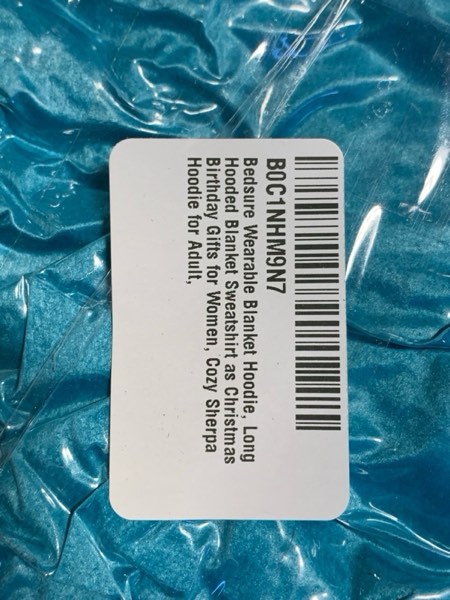 B0C1NHM9N7
Bedsure Wearable Blanket Hoodie, Long
Hooded Blanket Sweatshirt as Christmas
Birthday Gifts for Women, Cozy Sherpa
Hoodie for Adult,